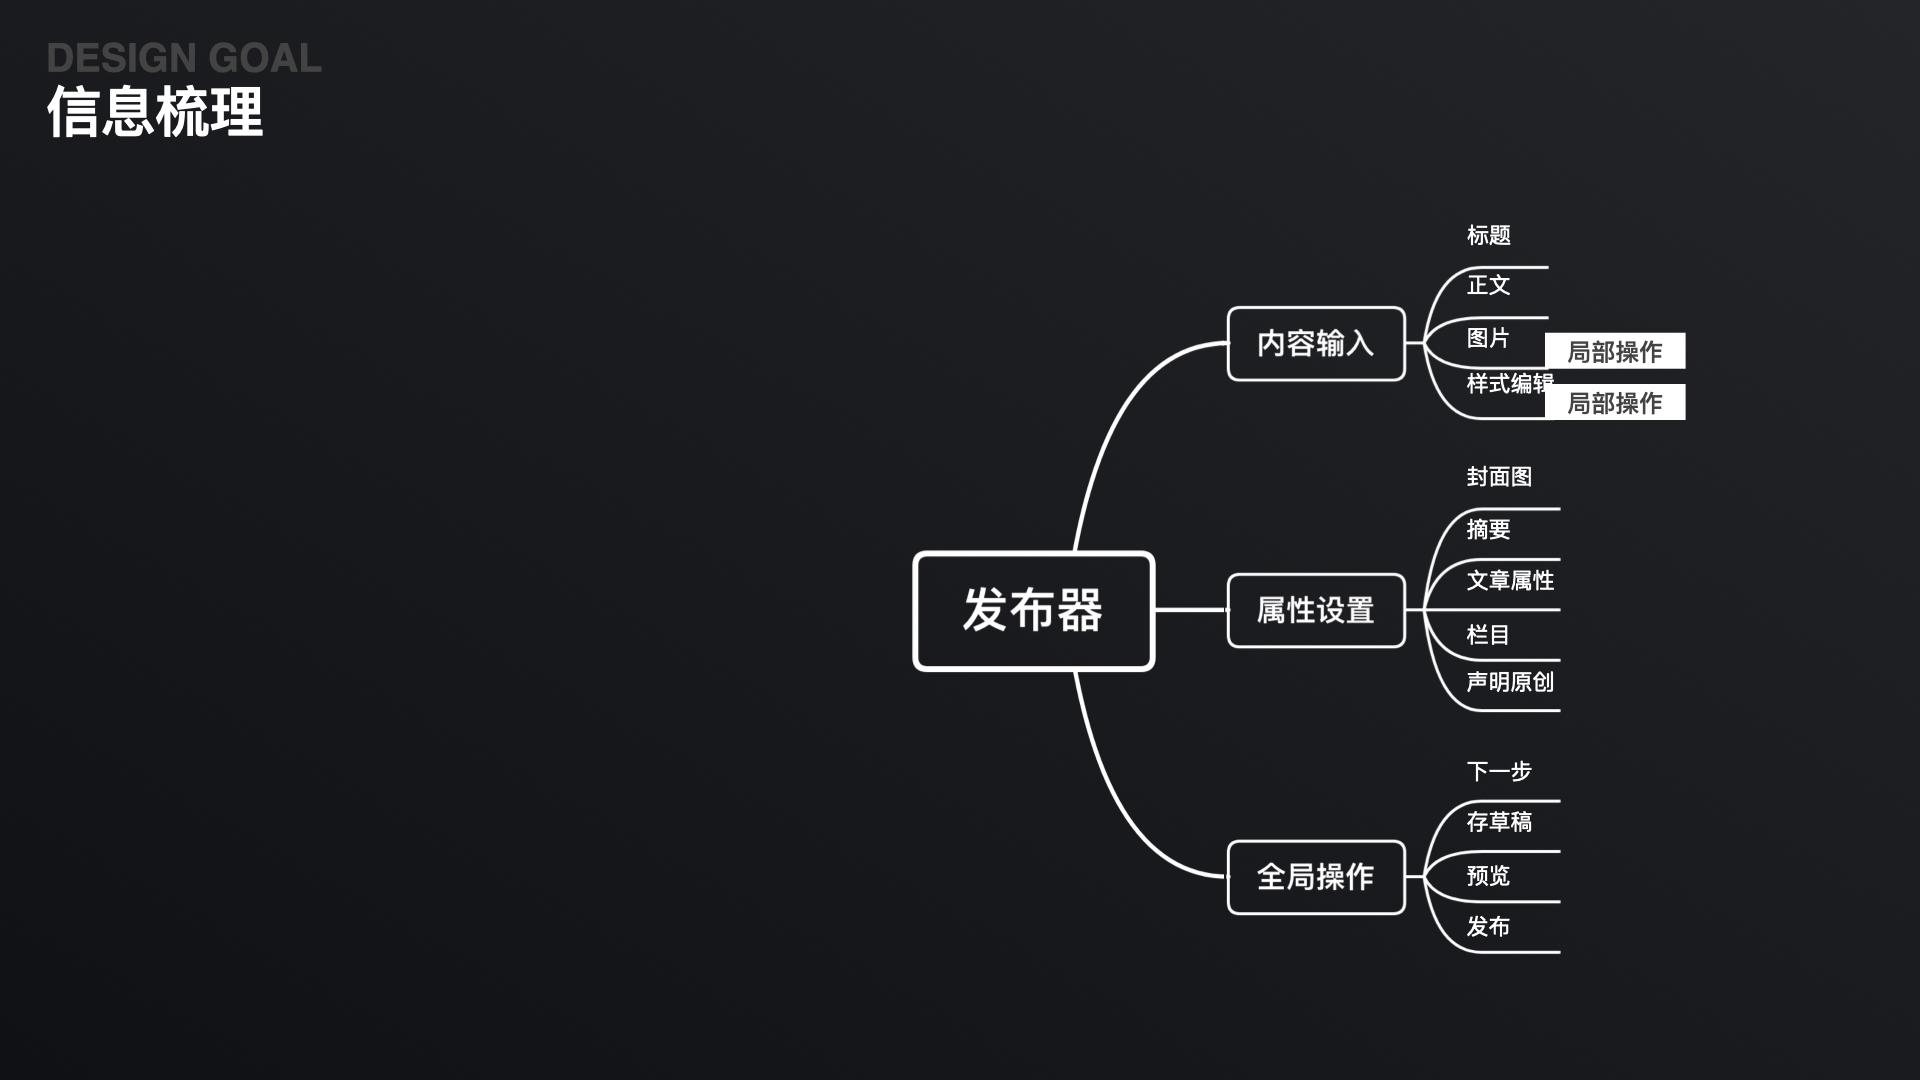 DESIGN GOAL
信息梳理
发布器
内容输入
标题
正文
图片
局部操作
样式编辑
局部操作
属性设置
封面图
摘要
文章属性
栏目
声明原创
全局操作
下一步
存草稿
预览
发布